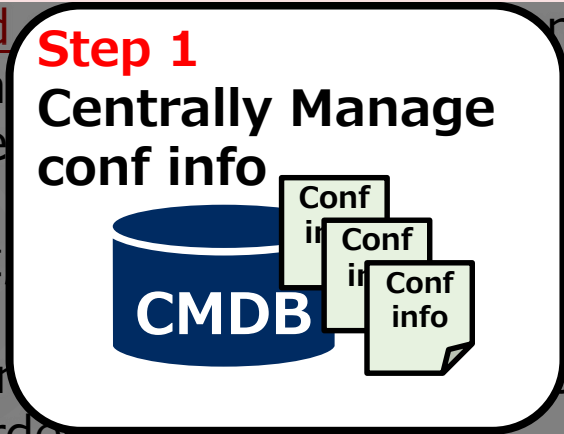 Step 1
Centrally Manage
conf info
Conf
Conf
Conf
info
CMDB